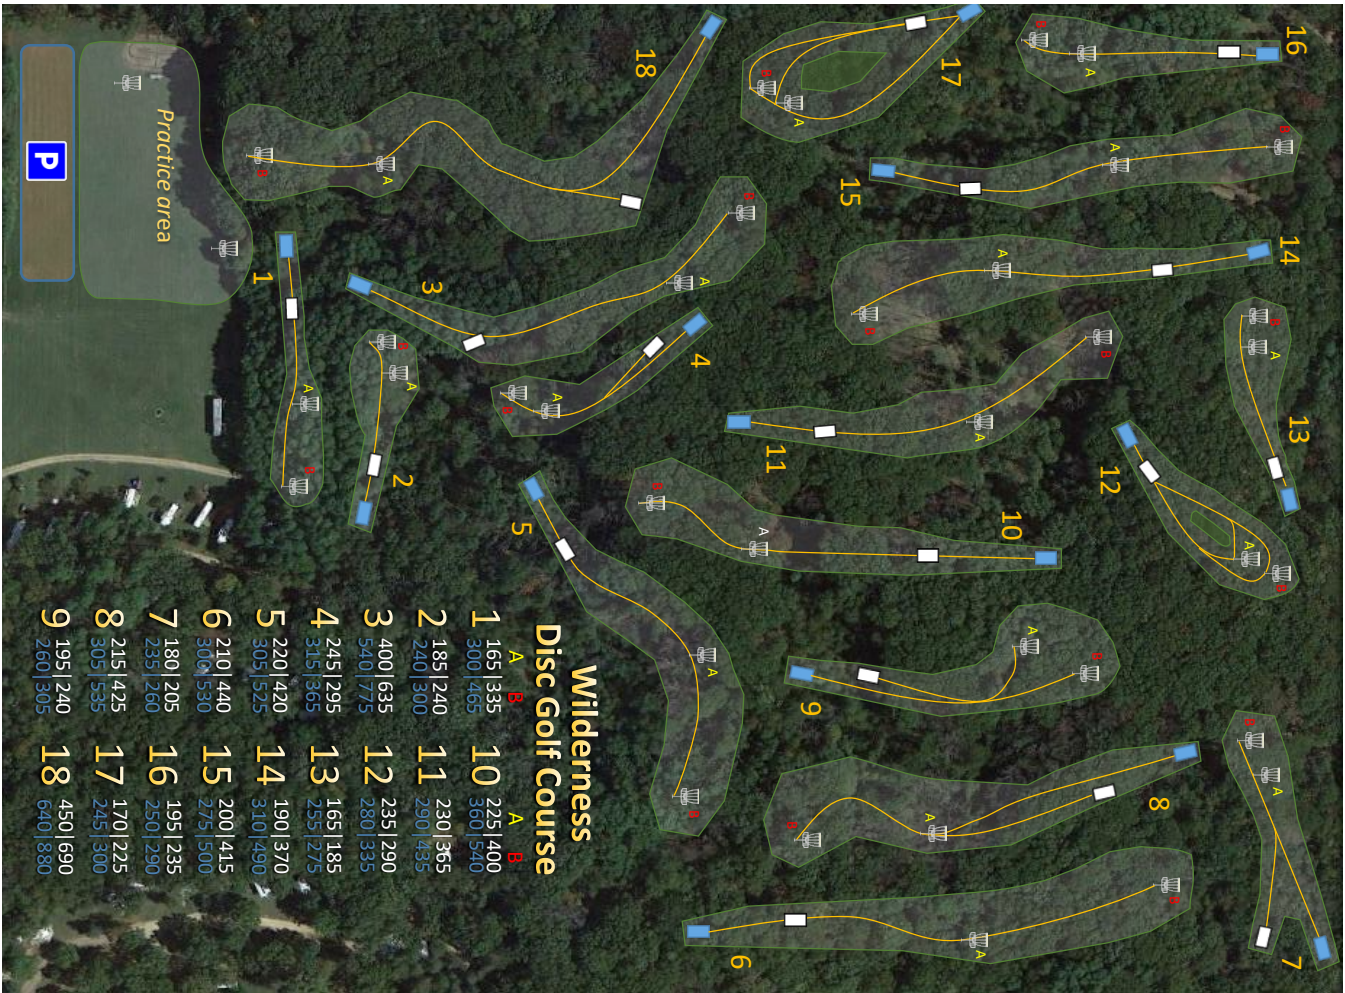 16
B
A
B
14
13
7
B
A
B
A
12
A
B
15
A
B
A
B
B
8
17
B
A
A
10
A
9
A
B
B
A
11
B
A
6
18
B
A
4
A
B
5
A
B
3
A
B
2
A
B
1
A
B
Practice area
P
Wilderness
Disc Golf Course
A B A B
1 165|335 10 225|400
300|465 360|540
2 185|240 11 230|365
240|300 290|435
3 400|635 12 235|290
540|775 280|335
4 245|295 13 165|185
315|365 255|275
5 220|420 14 190|370
305|525 310|490
6 210|440 15 200|415
300|530 275|500
7 180|205 16 195|235
235|260 250|290
8 215|425 17 170|225
305|535 245|300
9 195|240 18 450|690
260|305 640|880